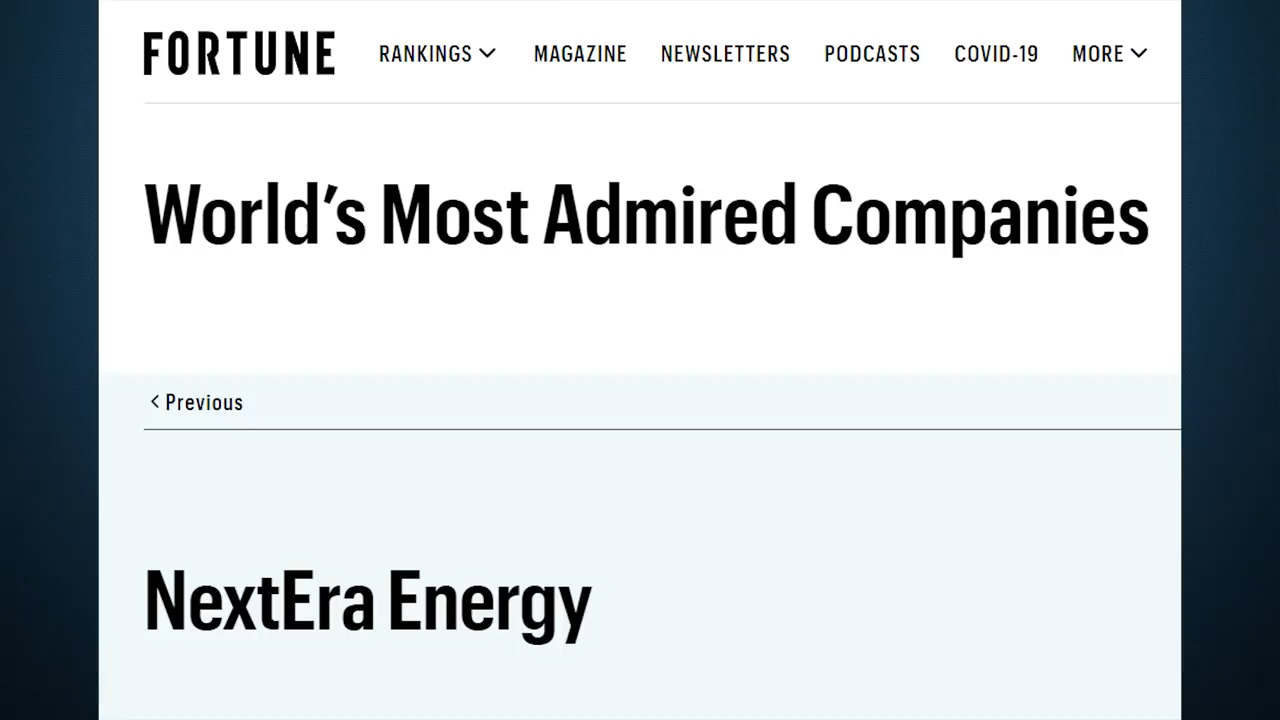 FORTUNE RANKINGS MAGAZINE NEWSLETTERS PODCASTS COVID-19 MORE
World’s Most Admired Companies
< Previous
NextEra Energy